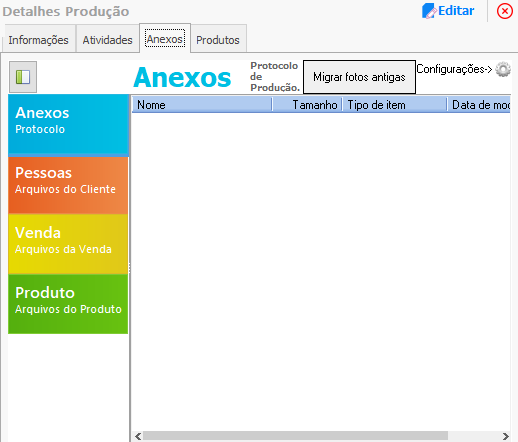 Detalhes Produção
Editar
Informações
Atividades
Anexos
Produtos
Anexos
Protocolo
de
Produção.
Migrar fotos antigas
Configurações->
Anexos
Protocolo
Pessoas
Arquivos do Cliente
Venda
Arquivos da Venda
Produto
Arquivos do Produto
Nome
Tamanho
Tipo de item
Data de mod